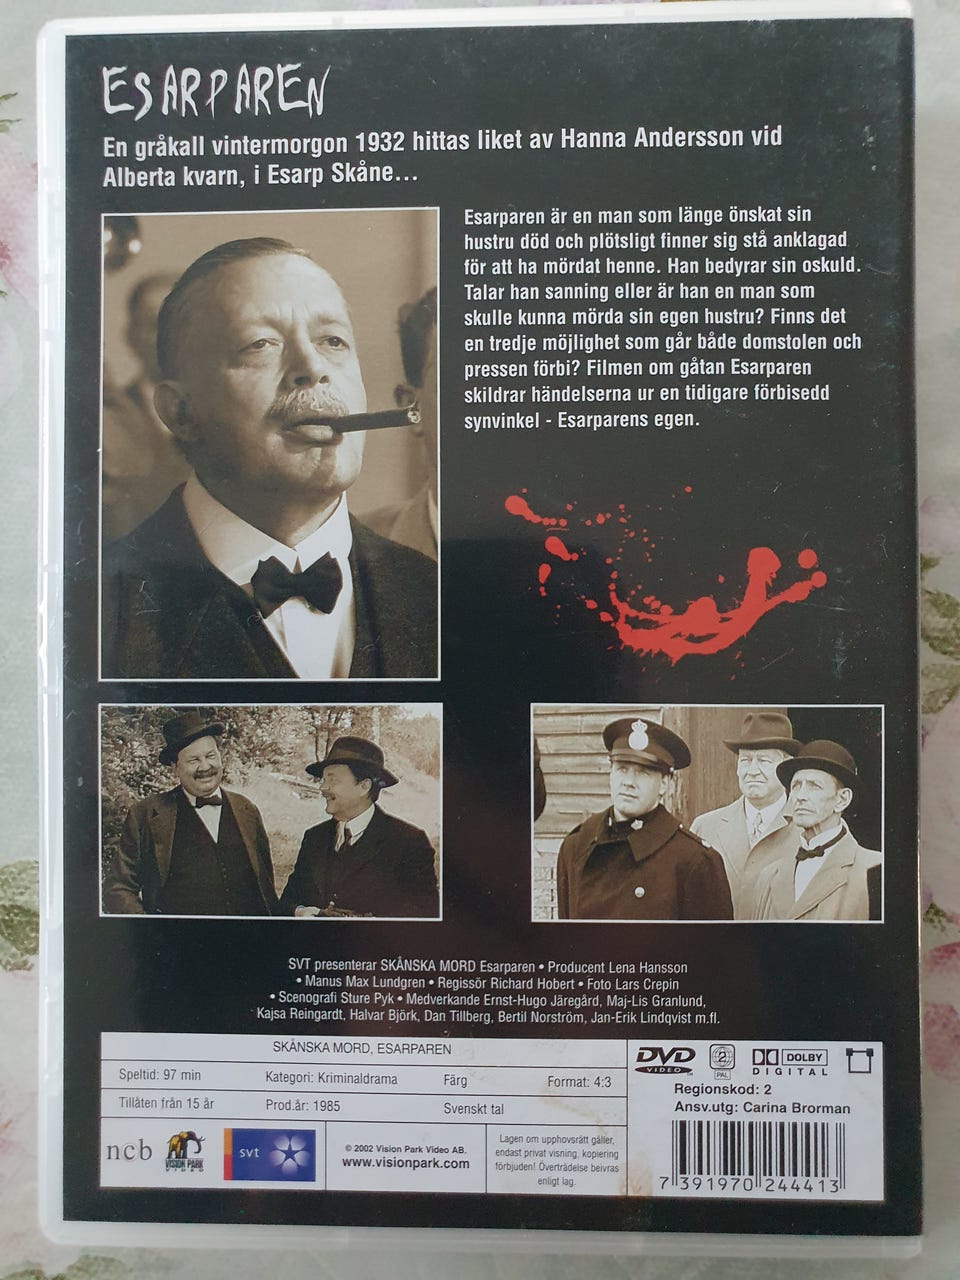 ESARPAREN
En gråkall vintermorgon 1932 hittas liket av Hanna Andersson vid
Alberta kvarn, i Esarp Skåne...
Esarparen är en man som länge önskat sin
hustru död och plötsligt finner sig stå anklagad
för att ha mördat henne. Han bedyrar sin oskuld.
Talar han sanning eller är han en man som
skulle kunna mörda sin egen hustru? Finns det
en tredje möjlighet som går både domstolen och
pressen förbi? Filmen om gåtan Esarparen
skildrar händelserna ur en tidigare förbisedd
synvinkel - Esarparens egen.
SVT presenterar SKÅNSKA MORD Esarparen • Producent Lena Hansson
• Manus Max Lundgren • Regissör Richard Hobert • Foto Lars Crepin
• Scenografi Sture Pyk • Medverkande Ernst-Hugo Järegård, Maj-Lis Granlund,
Kajsa Reingardt, Halvar Björk, Dan Tillberg, Bertil Norström, Jan-Erik Lindqvist m.fl.
SKÅNSKA MORD, ESARPAREN
Speltid: 97 min Kategori: Kriminaldrama Färg Format: 4:3
Tillåten från 15 år Prod.år: 1985 Svenskt tal
ncb VISION PARK VIDEO svt
© 2002 Vision Park Video AB.
www.visionpark.com
Lagen om upphovsrätt gäller,
endast privat visning, kopiering
förbjuden! Överträdelse beivras
enligt lag.
DVD VIDEO 2 PAL DOLBY DIGITAL
Regionskod: 2
Ansv.utg: Carina Brorman
7 391970 244413